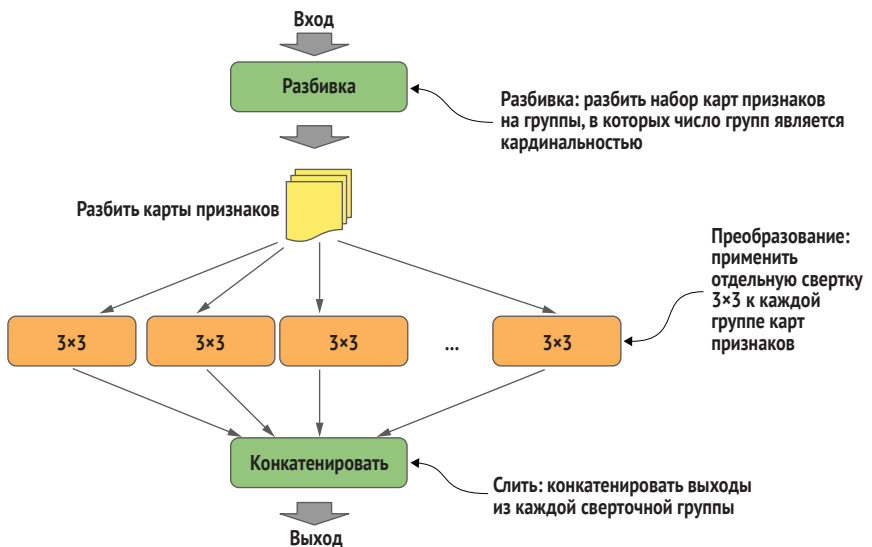 Вход
Разбивка
Разбивка: разбить набор карт признаков
на группы, в которых число групп является
кардинальностью
Разбить карты признаков
Преобразование:
применить
отдельную свертку
3×3 к каждой
группе карт
признаков
3×3
3×3
3×3
...
3×3
Конкатенировать
Слить: конкатенировать выходы
из каждой сверточной группы
Выход